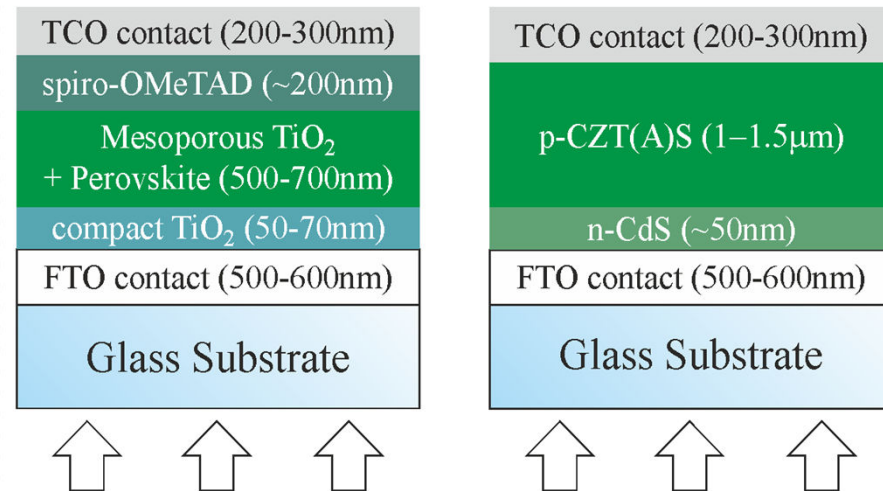 TCO contact (200-300nm)
spiro-OMeTAD (~200nm)
Mesoporous TiO₂
+ Perovskite (500-700nm)
compact TiO₂ (50-70nm)
FTO contact (500-600nm)
Glass Substrate
TCO contact (200-300nm)
p-CZT(A)S (1–1.5μm)
n-CdS (~50nm)
FTO contact (500-600nm)
Glass Substrate